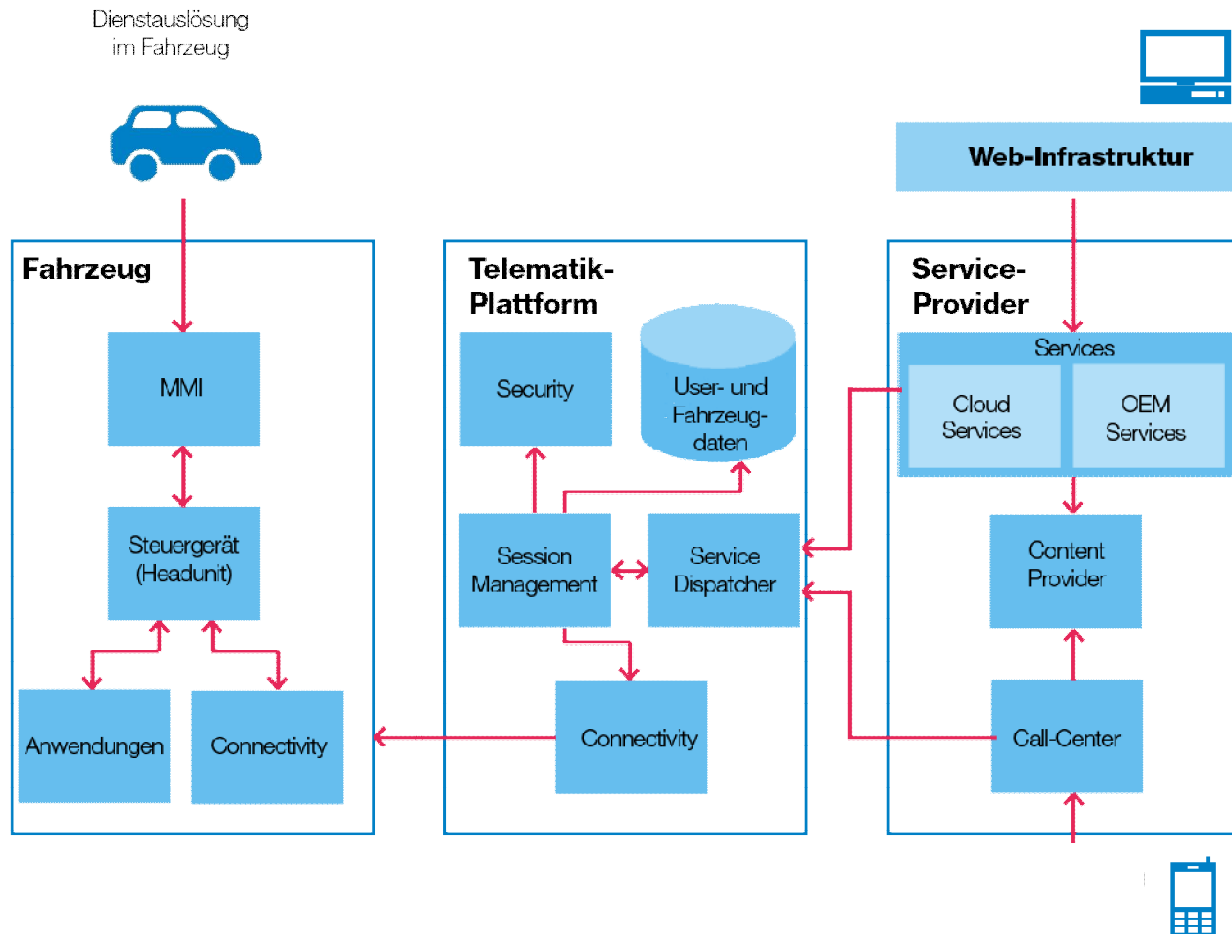 Dienstauslösung
im Fahrzeug
Web-Infrastruktur
Fahrzeug
MMI
Steuergerät
(Headunit)
Anwendungen
Connectivity
Telematik-
Plattform
Security
User- und
Fahrzeug-
daten
Session
Management
Service
Dispatcher
Connectivity
Service-
Provider
Services
Cloud
Services
OEM
Services
Content
Provider
Call-Center